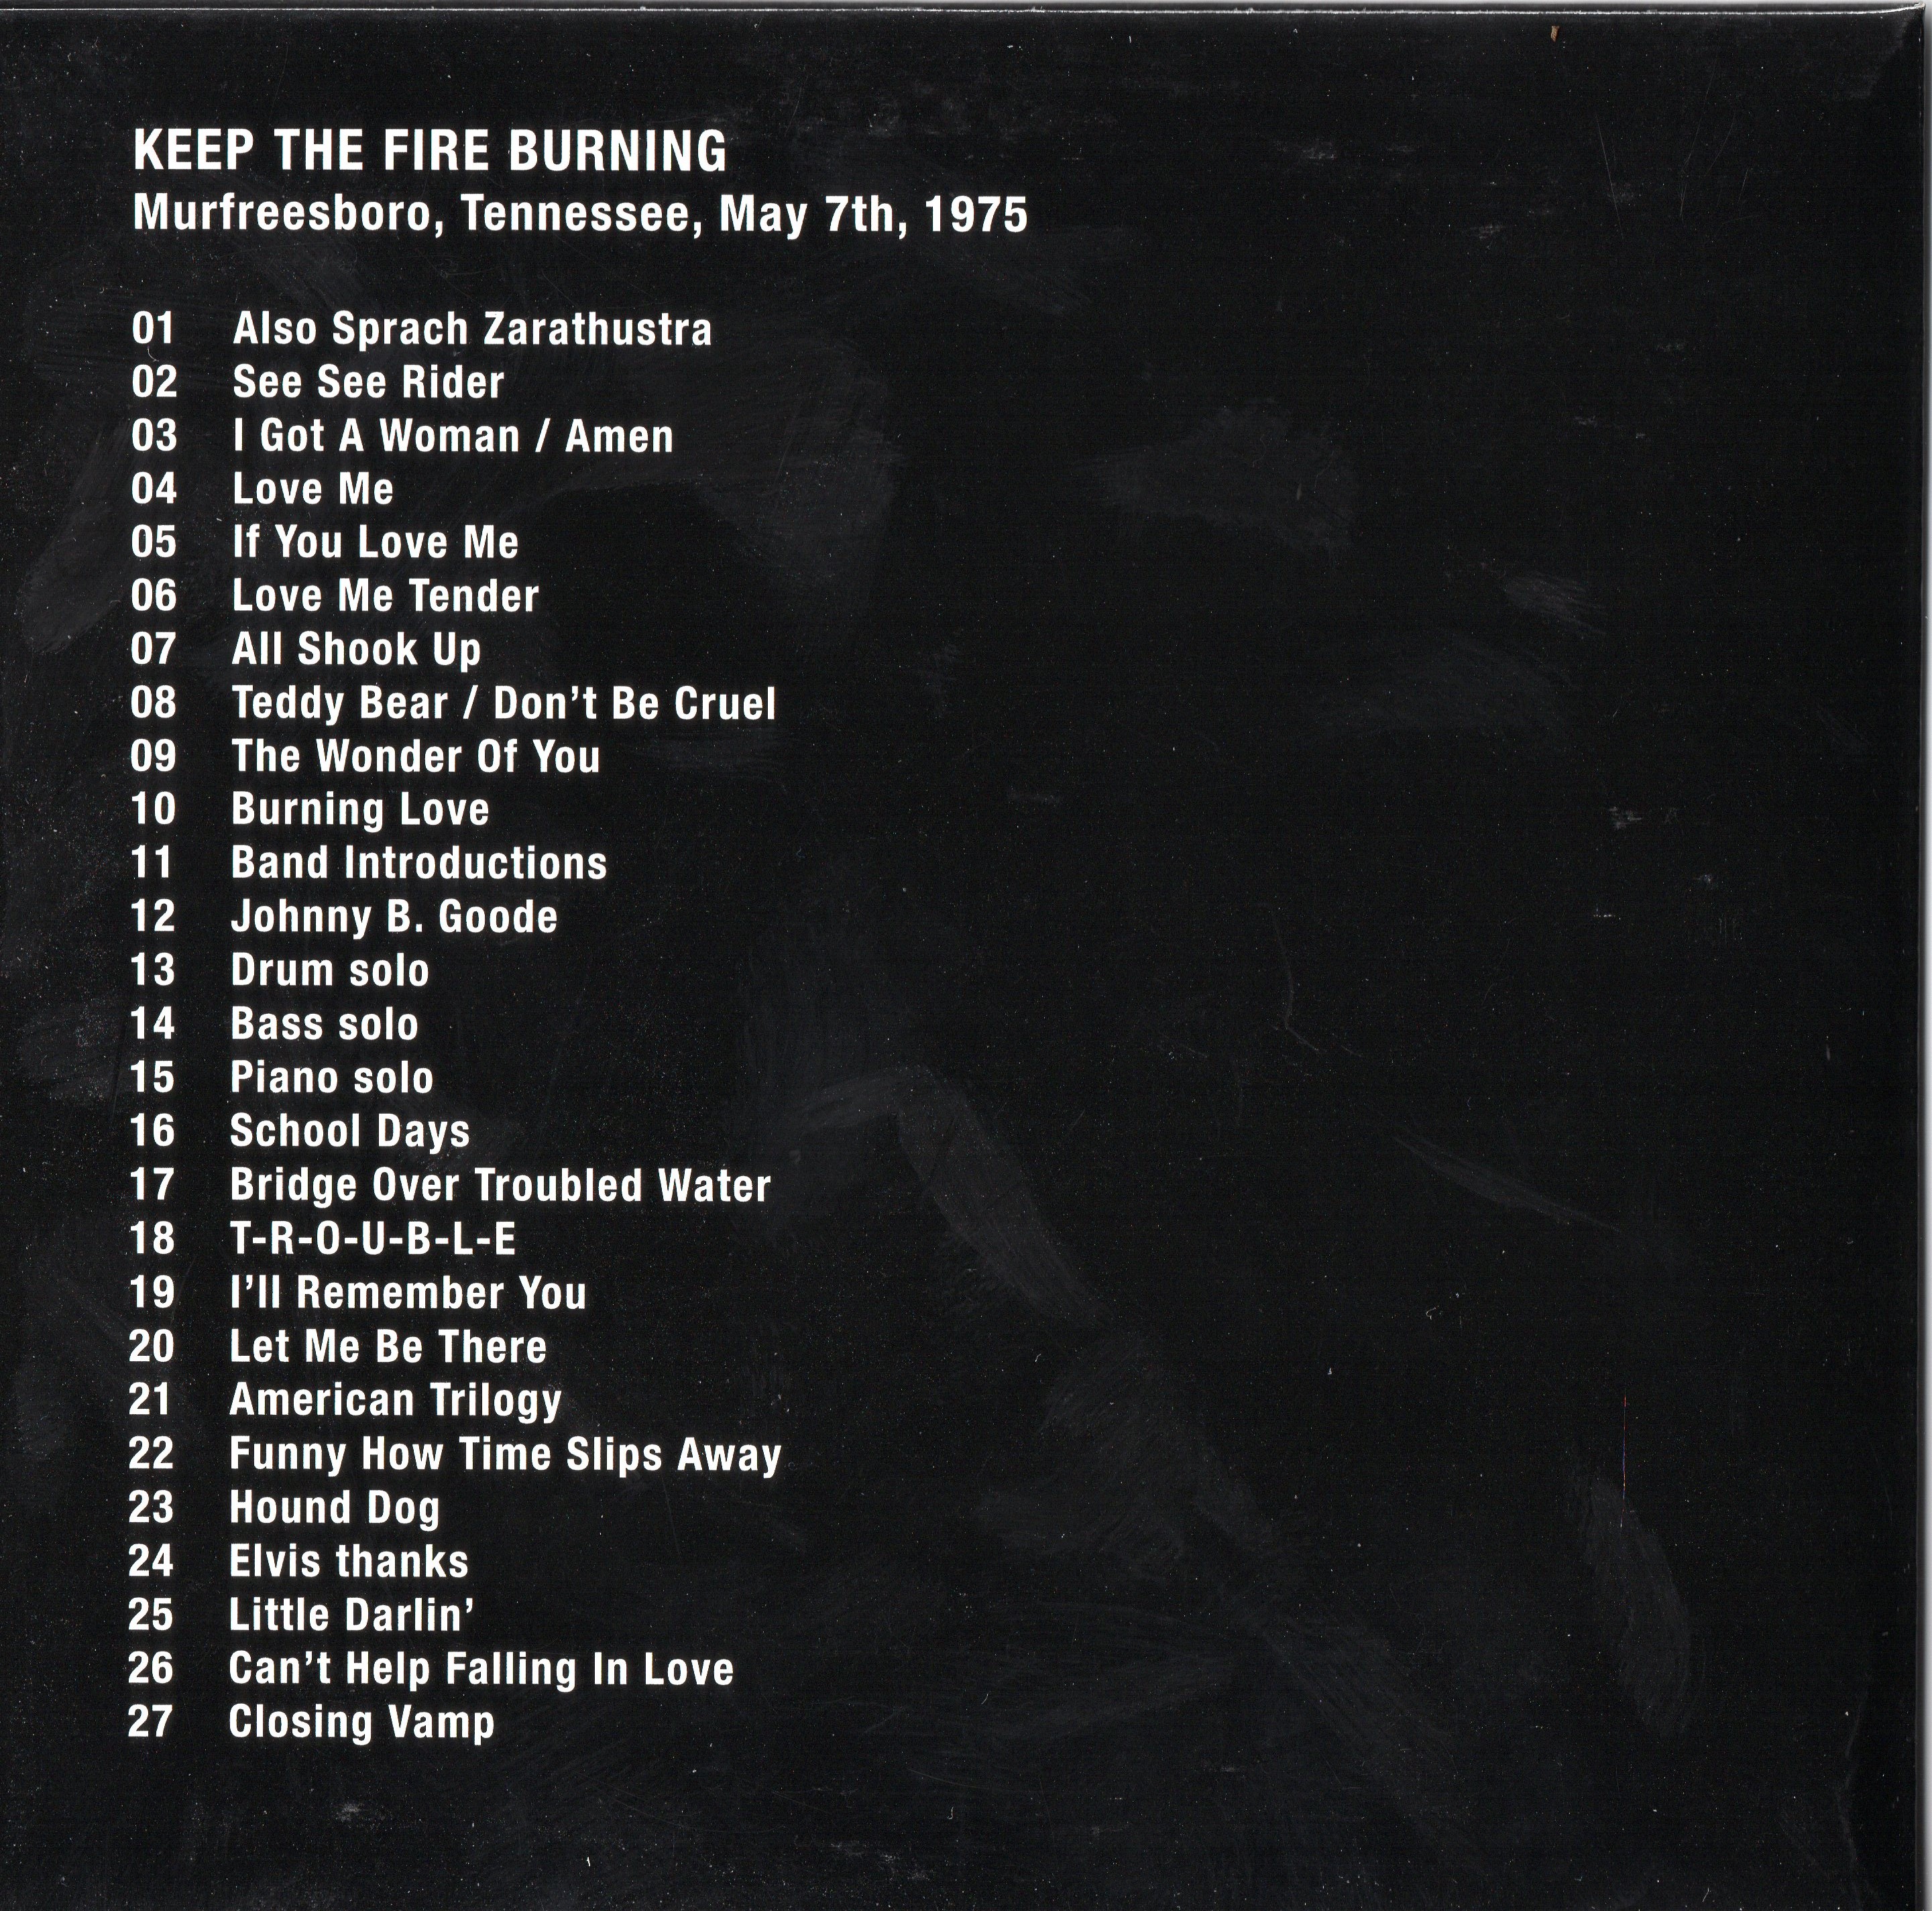 KEEP THE FIRE BURNING
Murfreesboro, Tennessee, May 7th, 1975
01 Also Sprach Zarathustra
02 See See Rider
03 I Got A Woman / Amen
04 Love Me
05 If You Love Me
06 Love Me Tender
07 All Shook Up
08 Teddy Bear / Don’t Be Cruel
09 The Wonder Of You
10 Burning Love
11 Band Introductions
12 Johnny B. Goode
13 Drum solo
14 Bass solo
15 Piano solo
16 School Days
17 Bridge Over Troubled Water
18 T-R-O-U-B-L-E
19 I’ll Remember You
20 Let Me Be There
21 American Trilogy
22 Funny How Time Slips Away
23 Hound Dog
24 Elvis thanks
25 Little Darlin’
26 Can’t Help Falling In Love
27 Closing Vamp